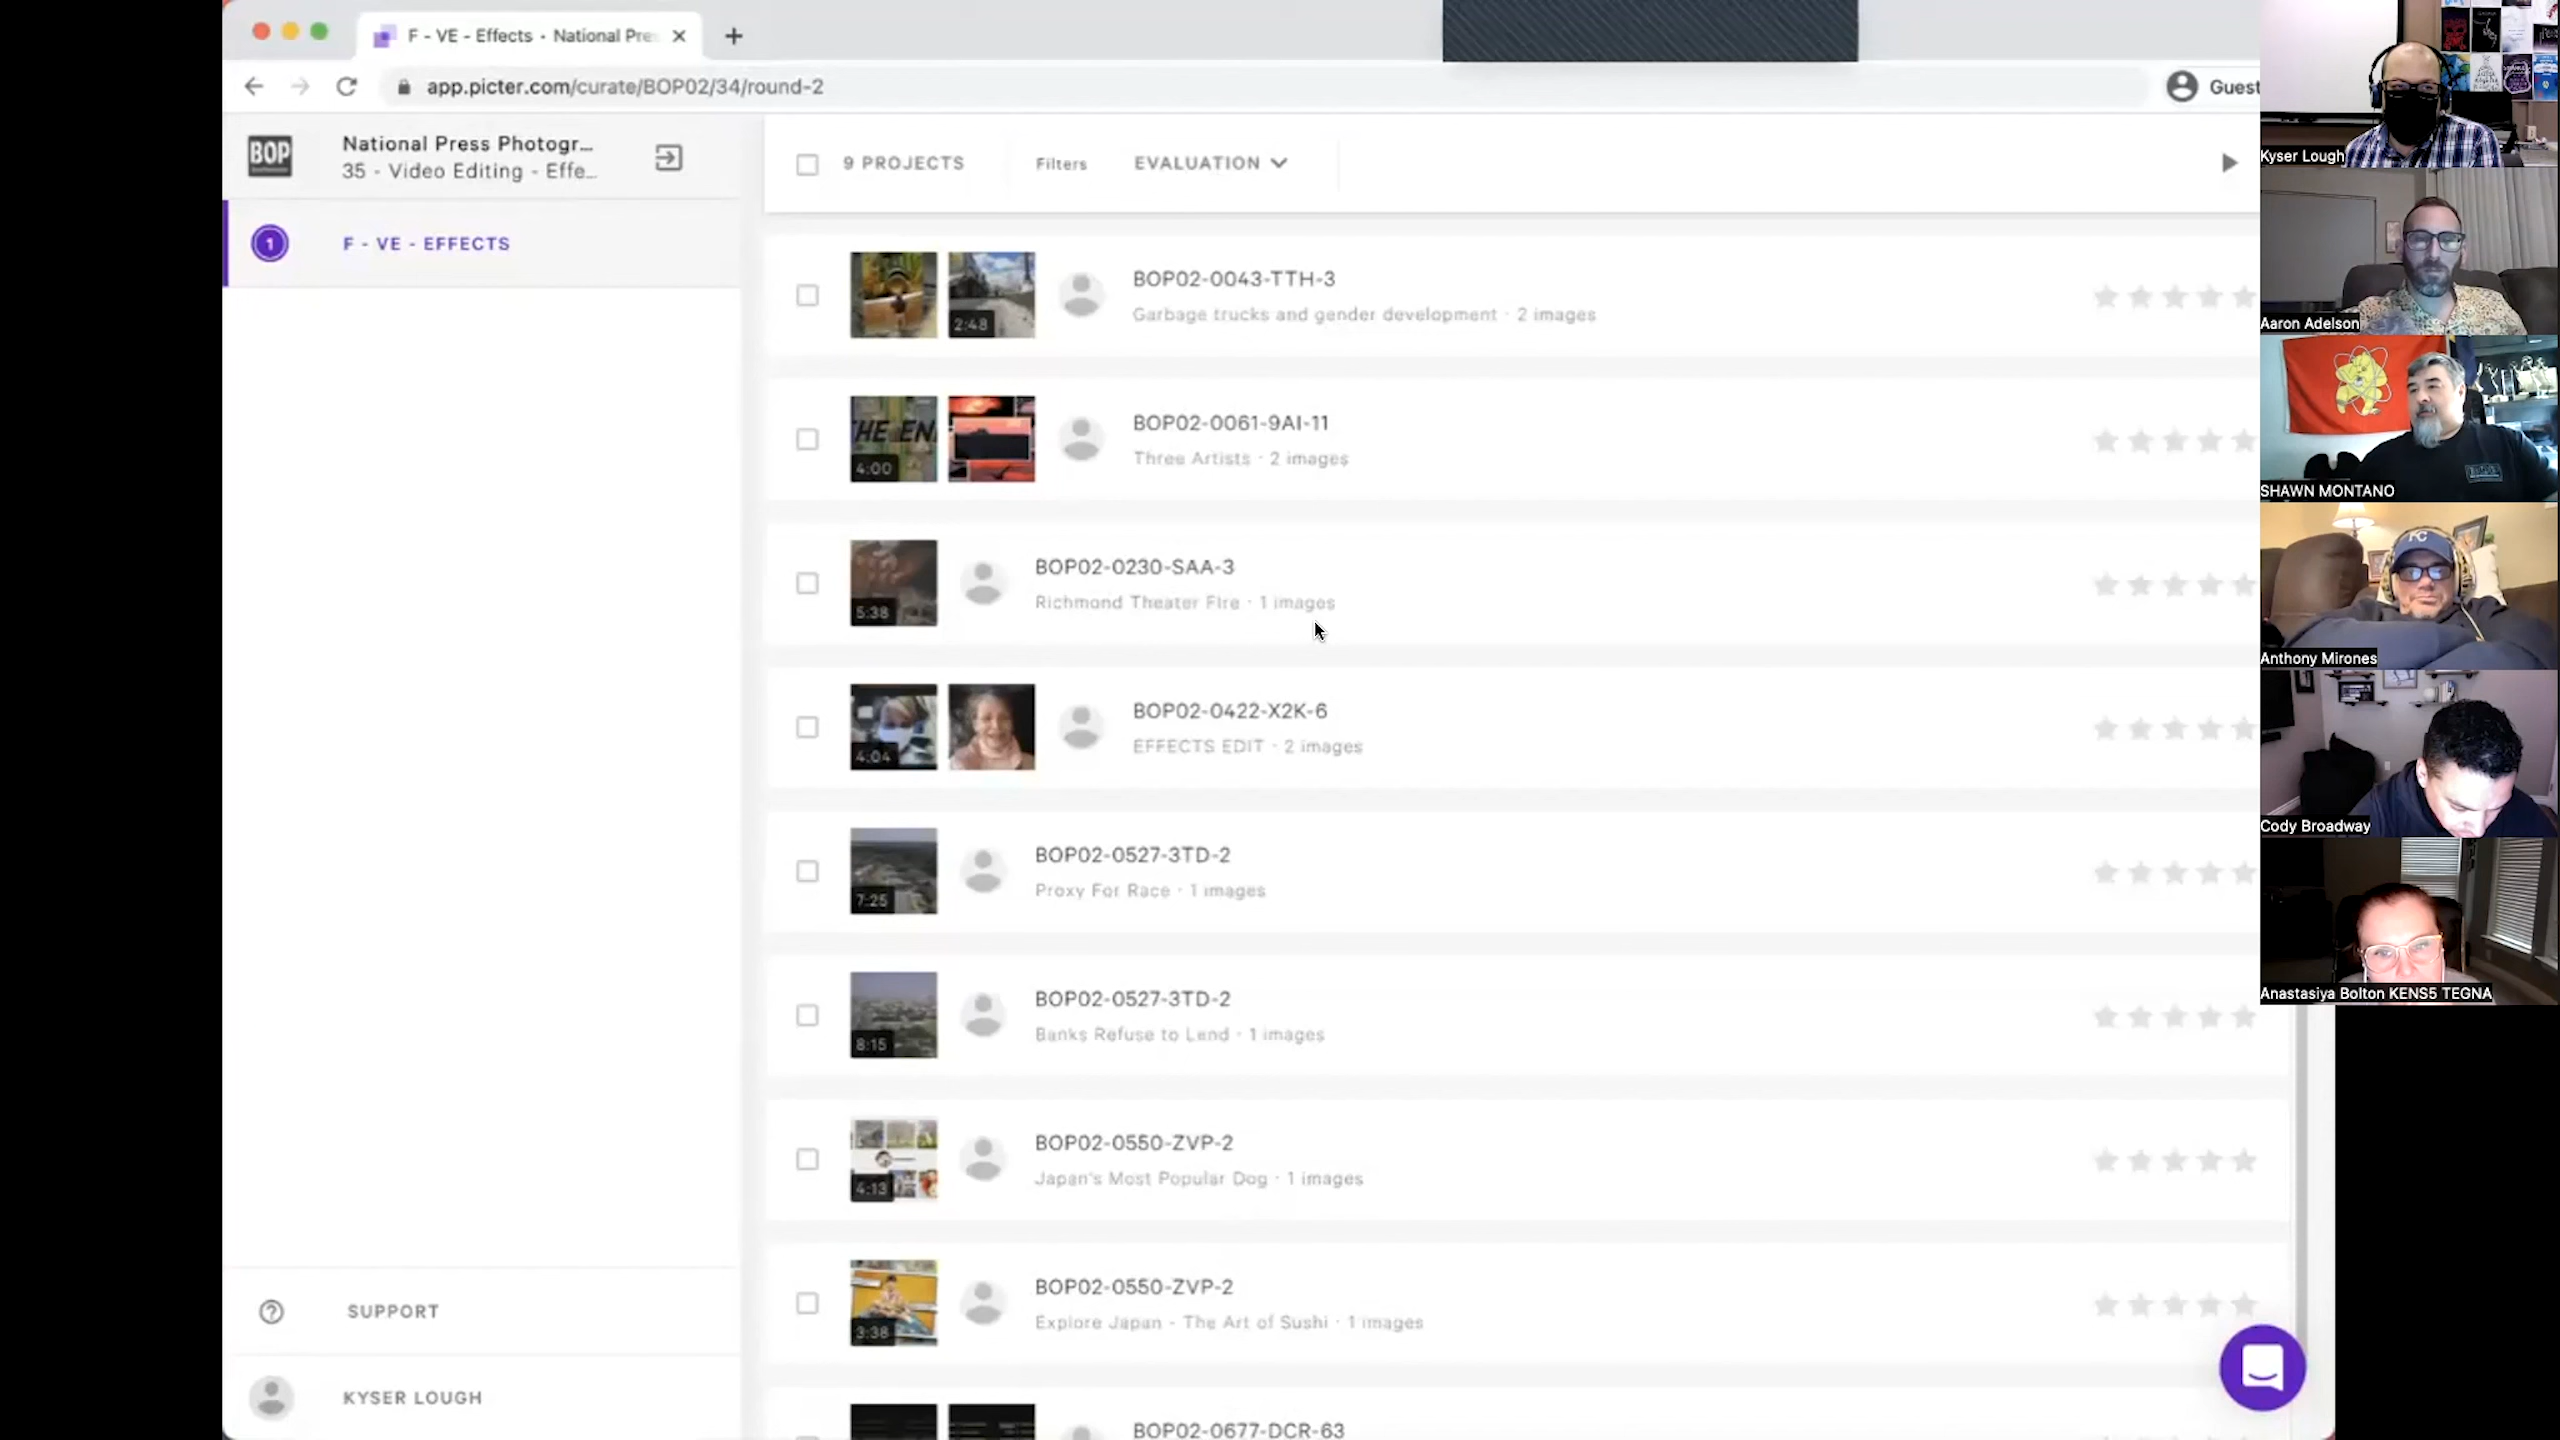 F - VE - Effects · National Pre
app.picter.com/curate/BOP02/34/round-2
Guest
BOP
National Press Photogr...
35 - Video Editing - Effe...
1
F - VE - EFFECTS
9 PROJECTS
Filters
EVALUATION
2:48
BOP02-0043-TTH-3
Garbage trucks and gender development · 2 images
HE EN
4:00
BOP02-0061-9AI-11
Three Artists · 2 images
5:38
BOP02-0230-SAA-3
Richmond Theater FIre · 1 images
4:04
BOP02-0422-X2K-6
EFFECTS EDIT · 2 images
7:25
BOP02-0527-3TD-2
Proxy For Race · 1 images
8:15
BOP02-0527-3TD-2
Banks Refuse to Lend · 1 images
4:13
BOP02-0550-ZVP-2
Japan's Most Popular Dog · 1 images
3:38
BOP02-0550-ZVP-2
Explore Japan - The Art of Sushi · 1 images
BOP02-0677-DCR-63
SUPPORT
KYSER LOUGH
Kyser Lough
Aaron Adelson
SHAWN MONTANO
KC
Anthony Mirones
Cody Broadway
Anastasiya Bolton KENS5 TEGNA